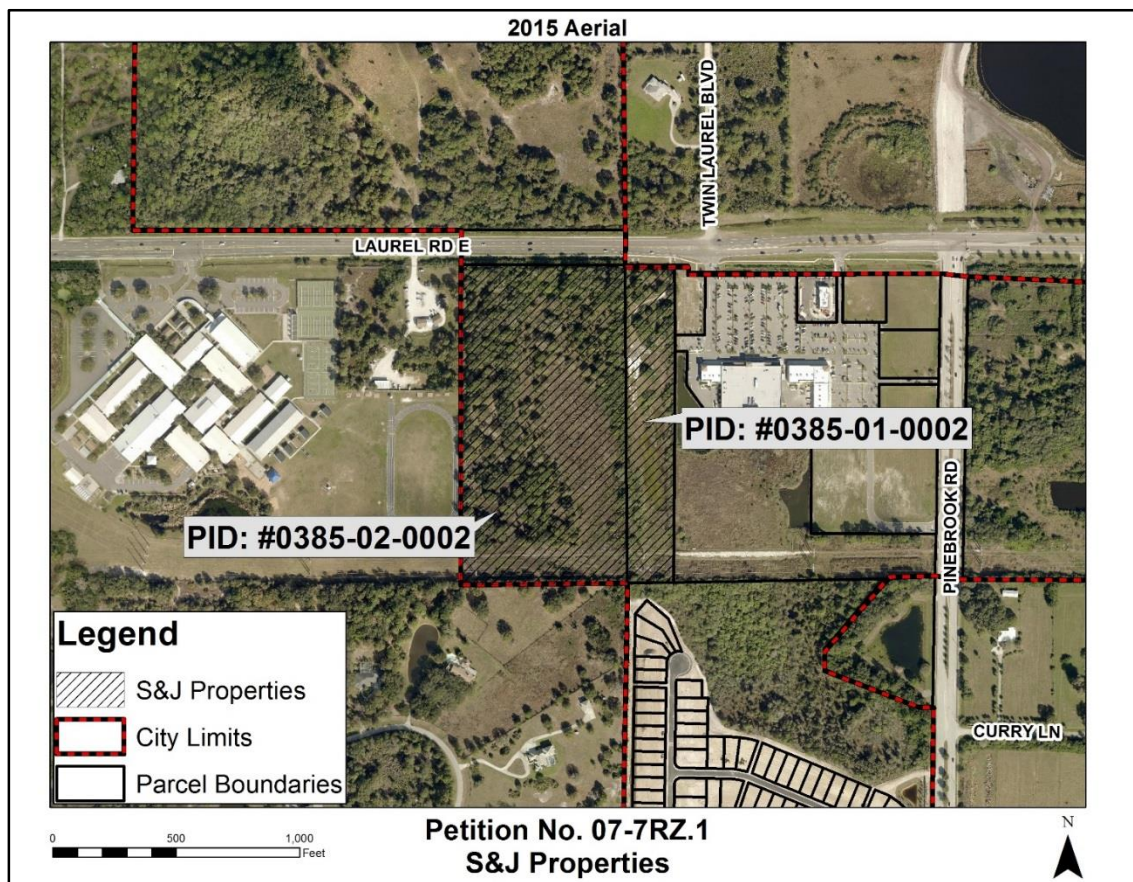 2015 Aerial
TWIN LAUREL BLVD
LAUREL RD E
PID: #0385-01-0002
PINEBROOK RD
PID: #0385-02-0002
Legend
S&J Properties
City Limits
Parcel Boundaries
CURRY LN
0 500 1,000
Feet
Petition No. 07-7RZ.1
S&J Properties
N